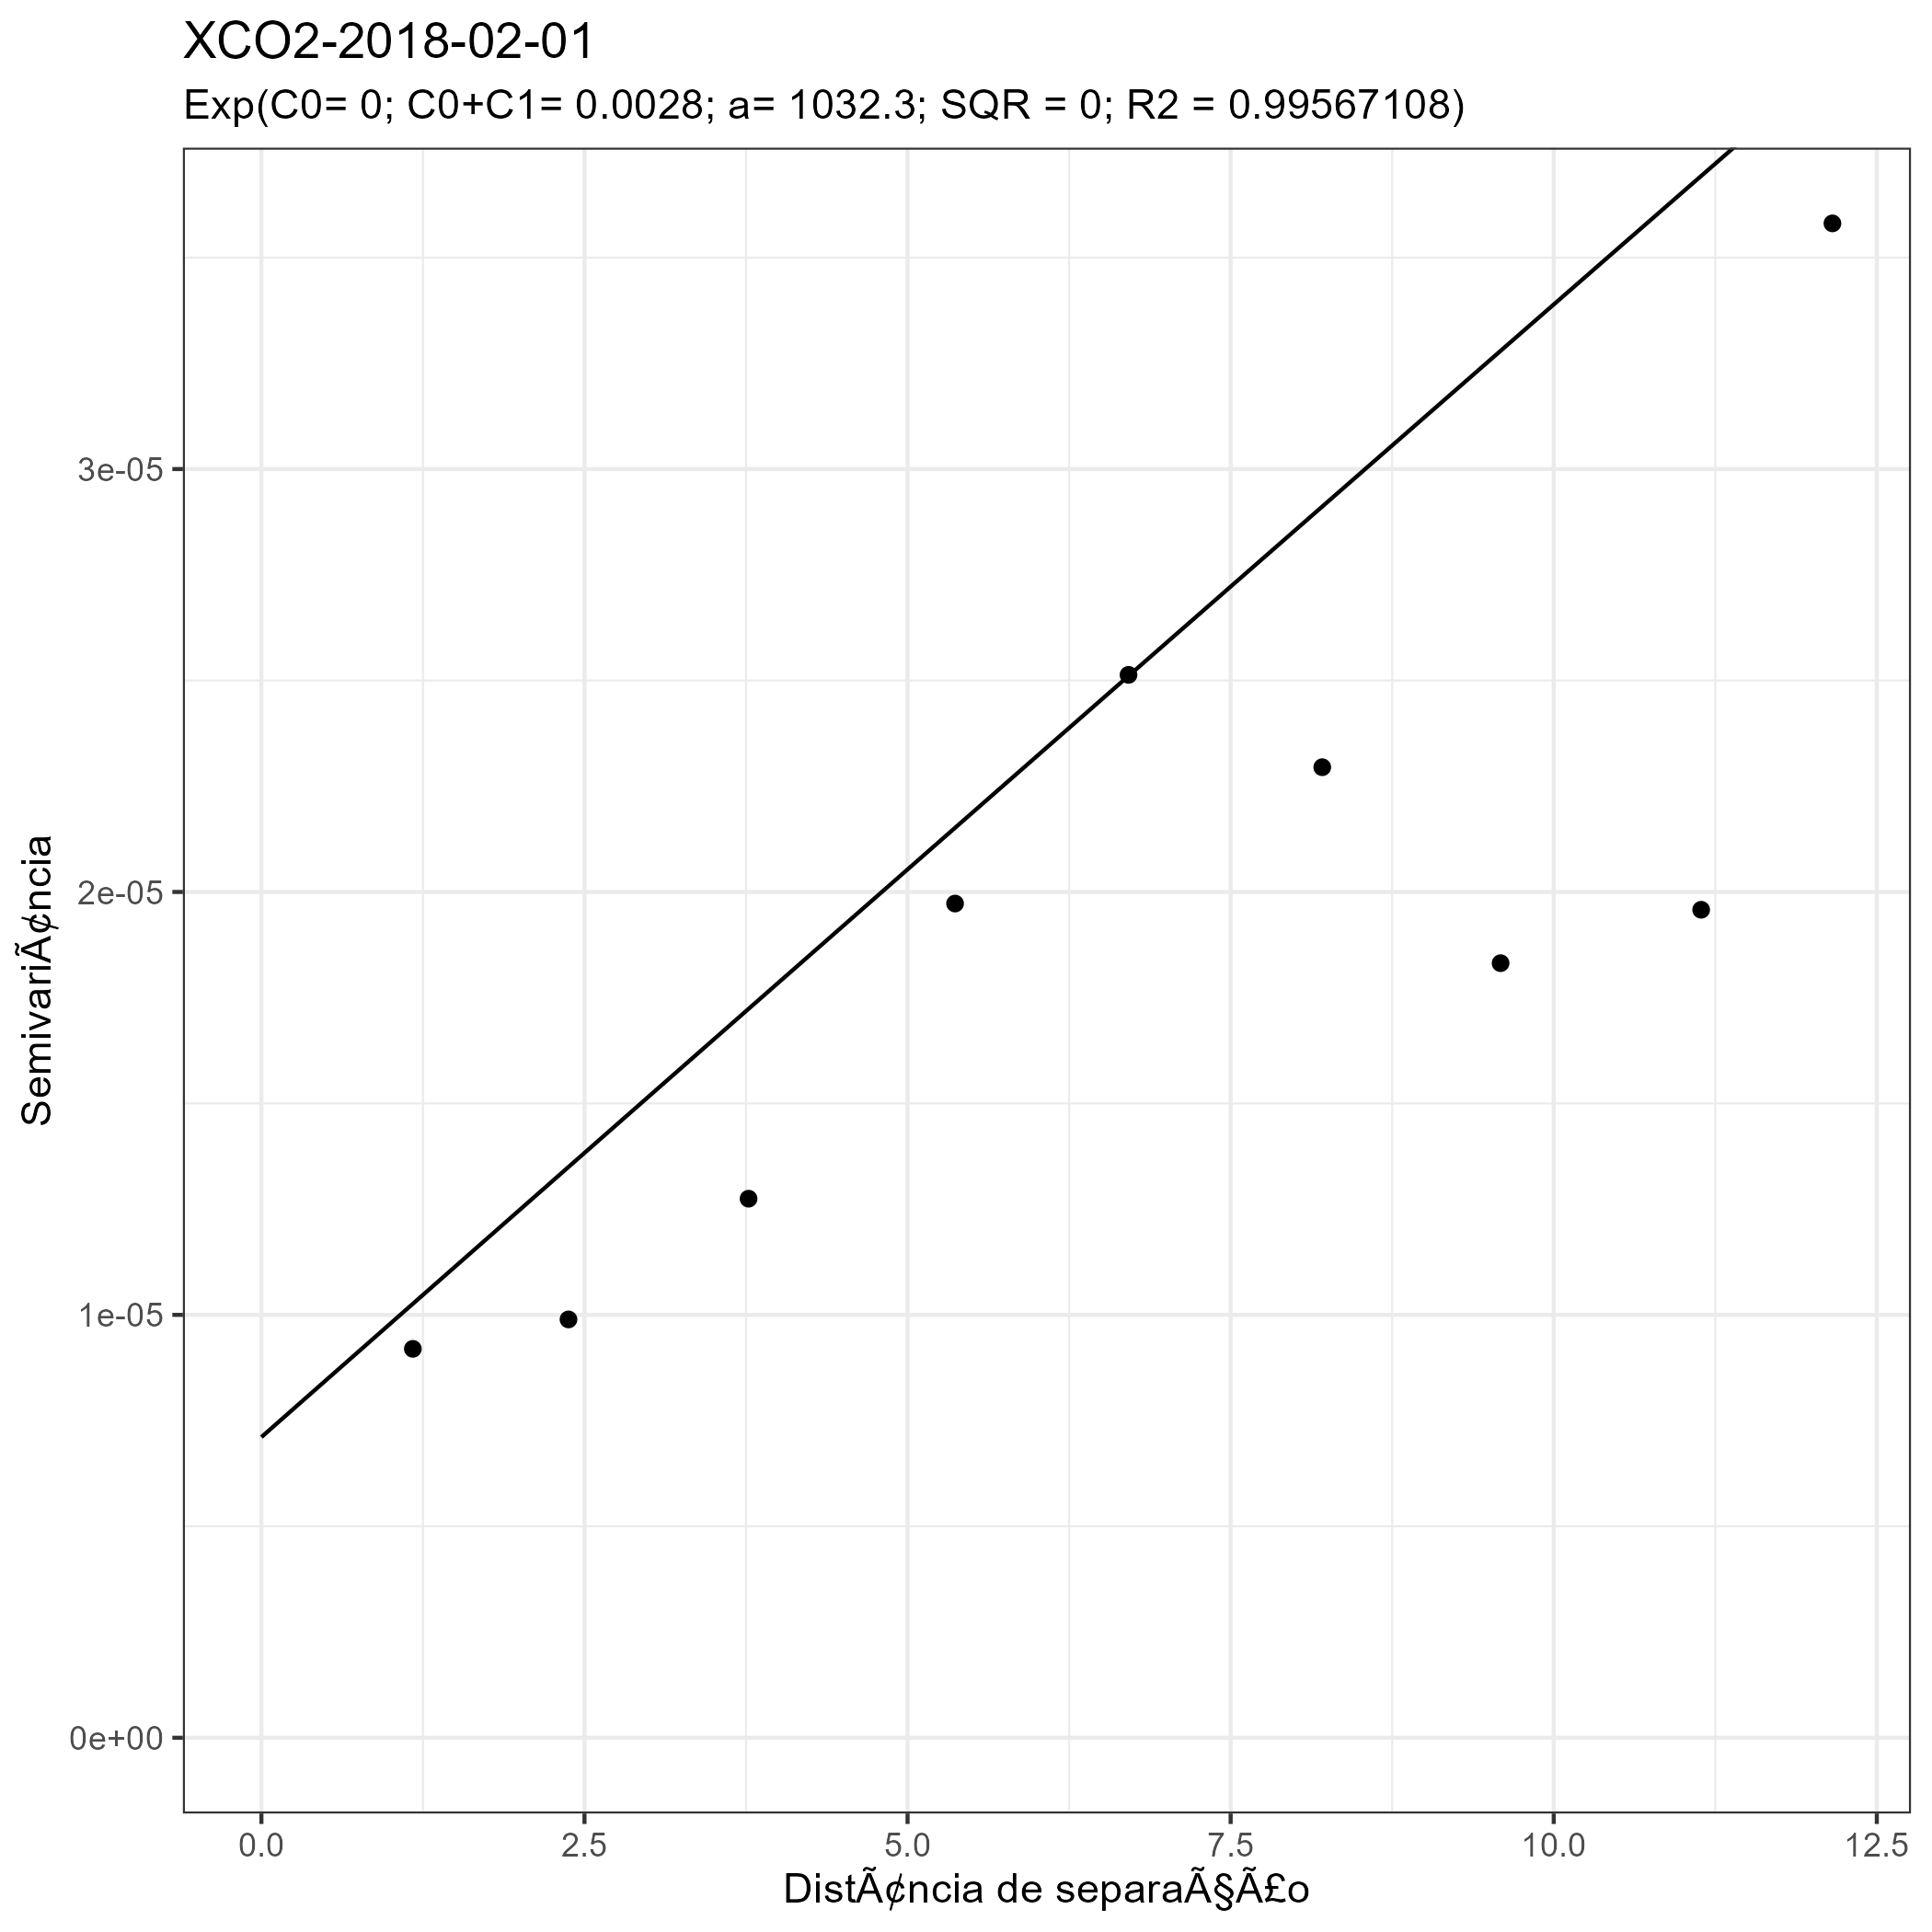 XCO2-2018-02-01
Exp(C0= 0; C0+C1= 0.0028; a= 1032.3; SQR = 0; R2 = 0.99567108)
SemivariÃ¢ncia
3e-05
2e-05
1e-05
0e+00
0.0 2.5 5.0 7.5 10.0 12.5
DistÃ¢ncia de separaÃ§Ã£o